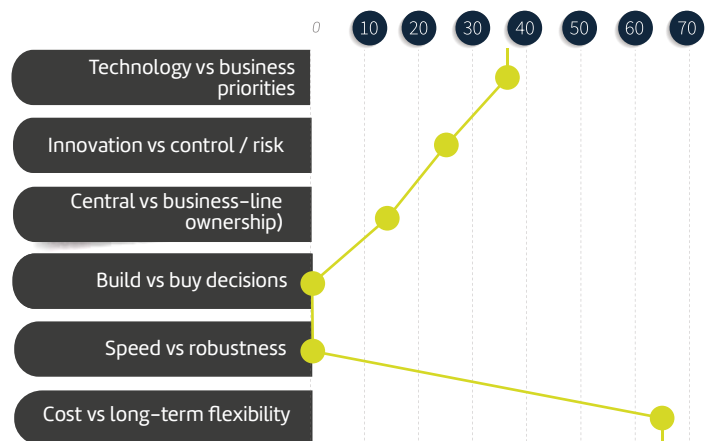 0 10 20 30 40 50 60 70
Technology vs business
priorities
Innovation vs control / risk
Central vs business-line
ownership)
Build vs buy decisions
Speed vs robustness
Cost vs long-term flexibility